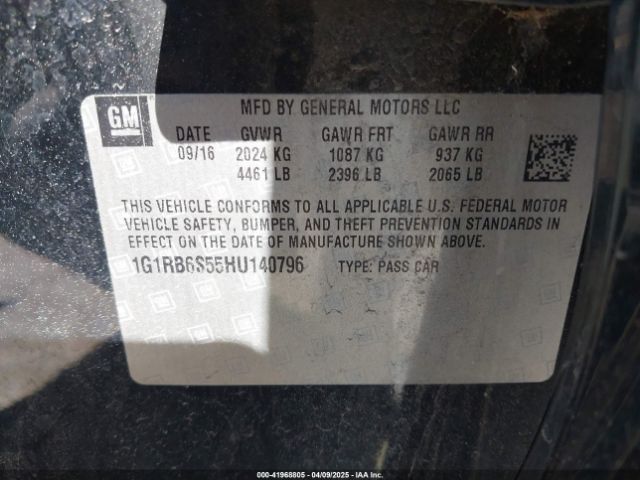 GM
MFD BY GENERAL MOTORS LLC
DATE GVWR GAWR FRT GAWR RR
09/16 2024 KG 1087 KG 937 KG
4461 LB 2396 LB 2065 LB
THIS VEHICLE CONFORMS TO ALL APPLICABLE U.S. FEDERAL MOTOR
VEHICLE SAFETY, BUMPER, AND THEFT PREVENTION STANDARDS IN
EFFECT ON THE DATE OF MANUFACTURE SHOWN ABOVE.
1G1RB6S55HU140796 TYPE: PASS CAR
00-41968805 - 04/09/2025 - IAAI, Inc.